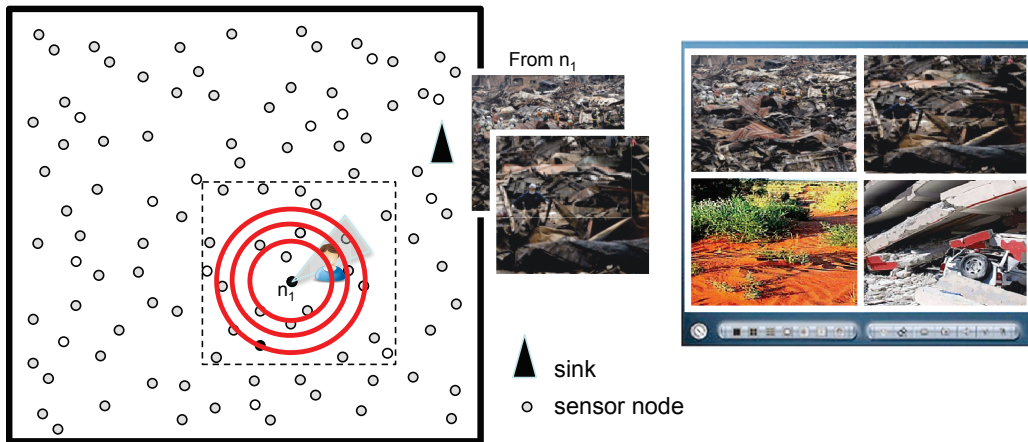 From n₁
n₁
sink
sensor node